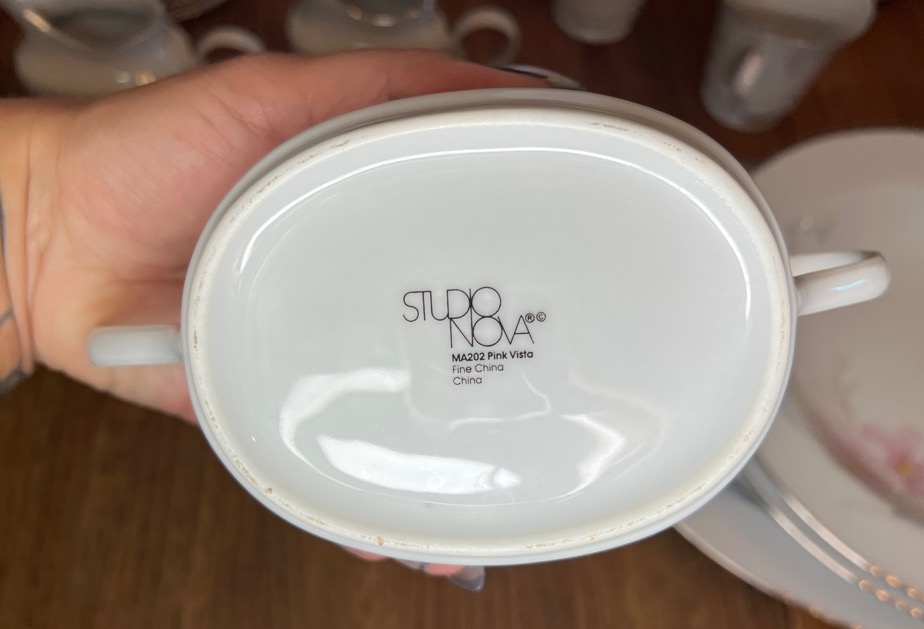 STUDIO
NOVA®©
MA202 Pink Vista
Fine China
China